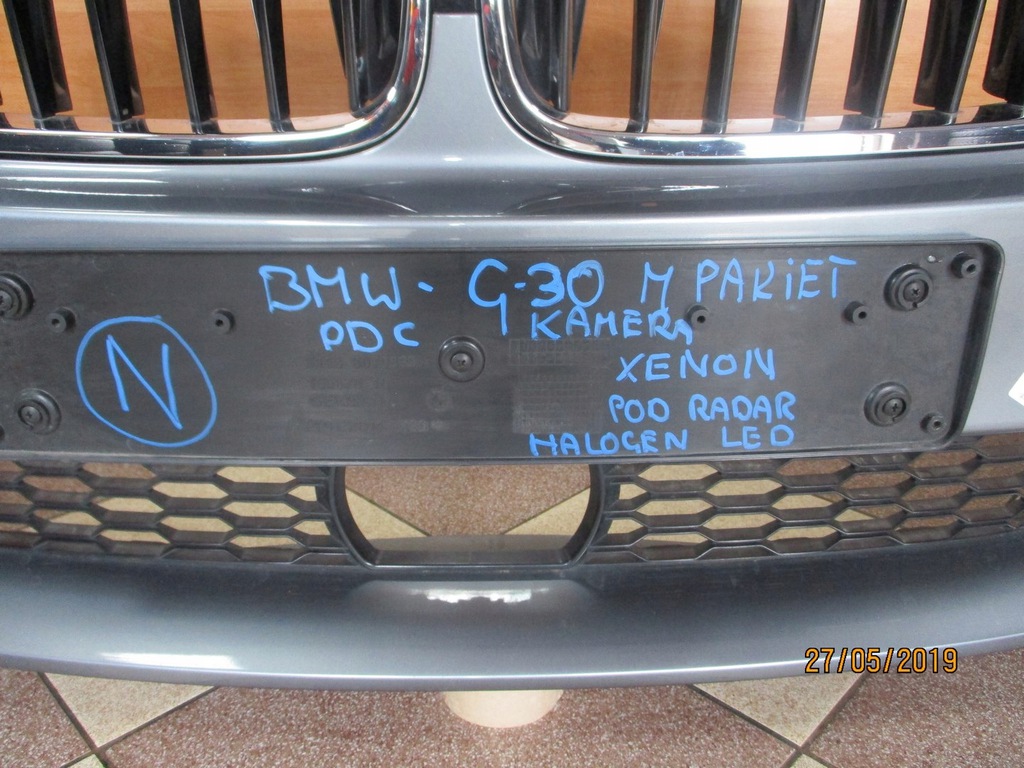 BMW - G-30 M PAKIET
PDC KAMERA
N
XENON
POD RADAR
HALOGEN LED
27/05/2019